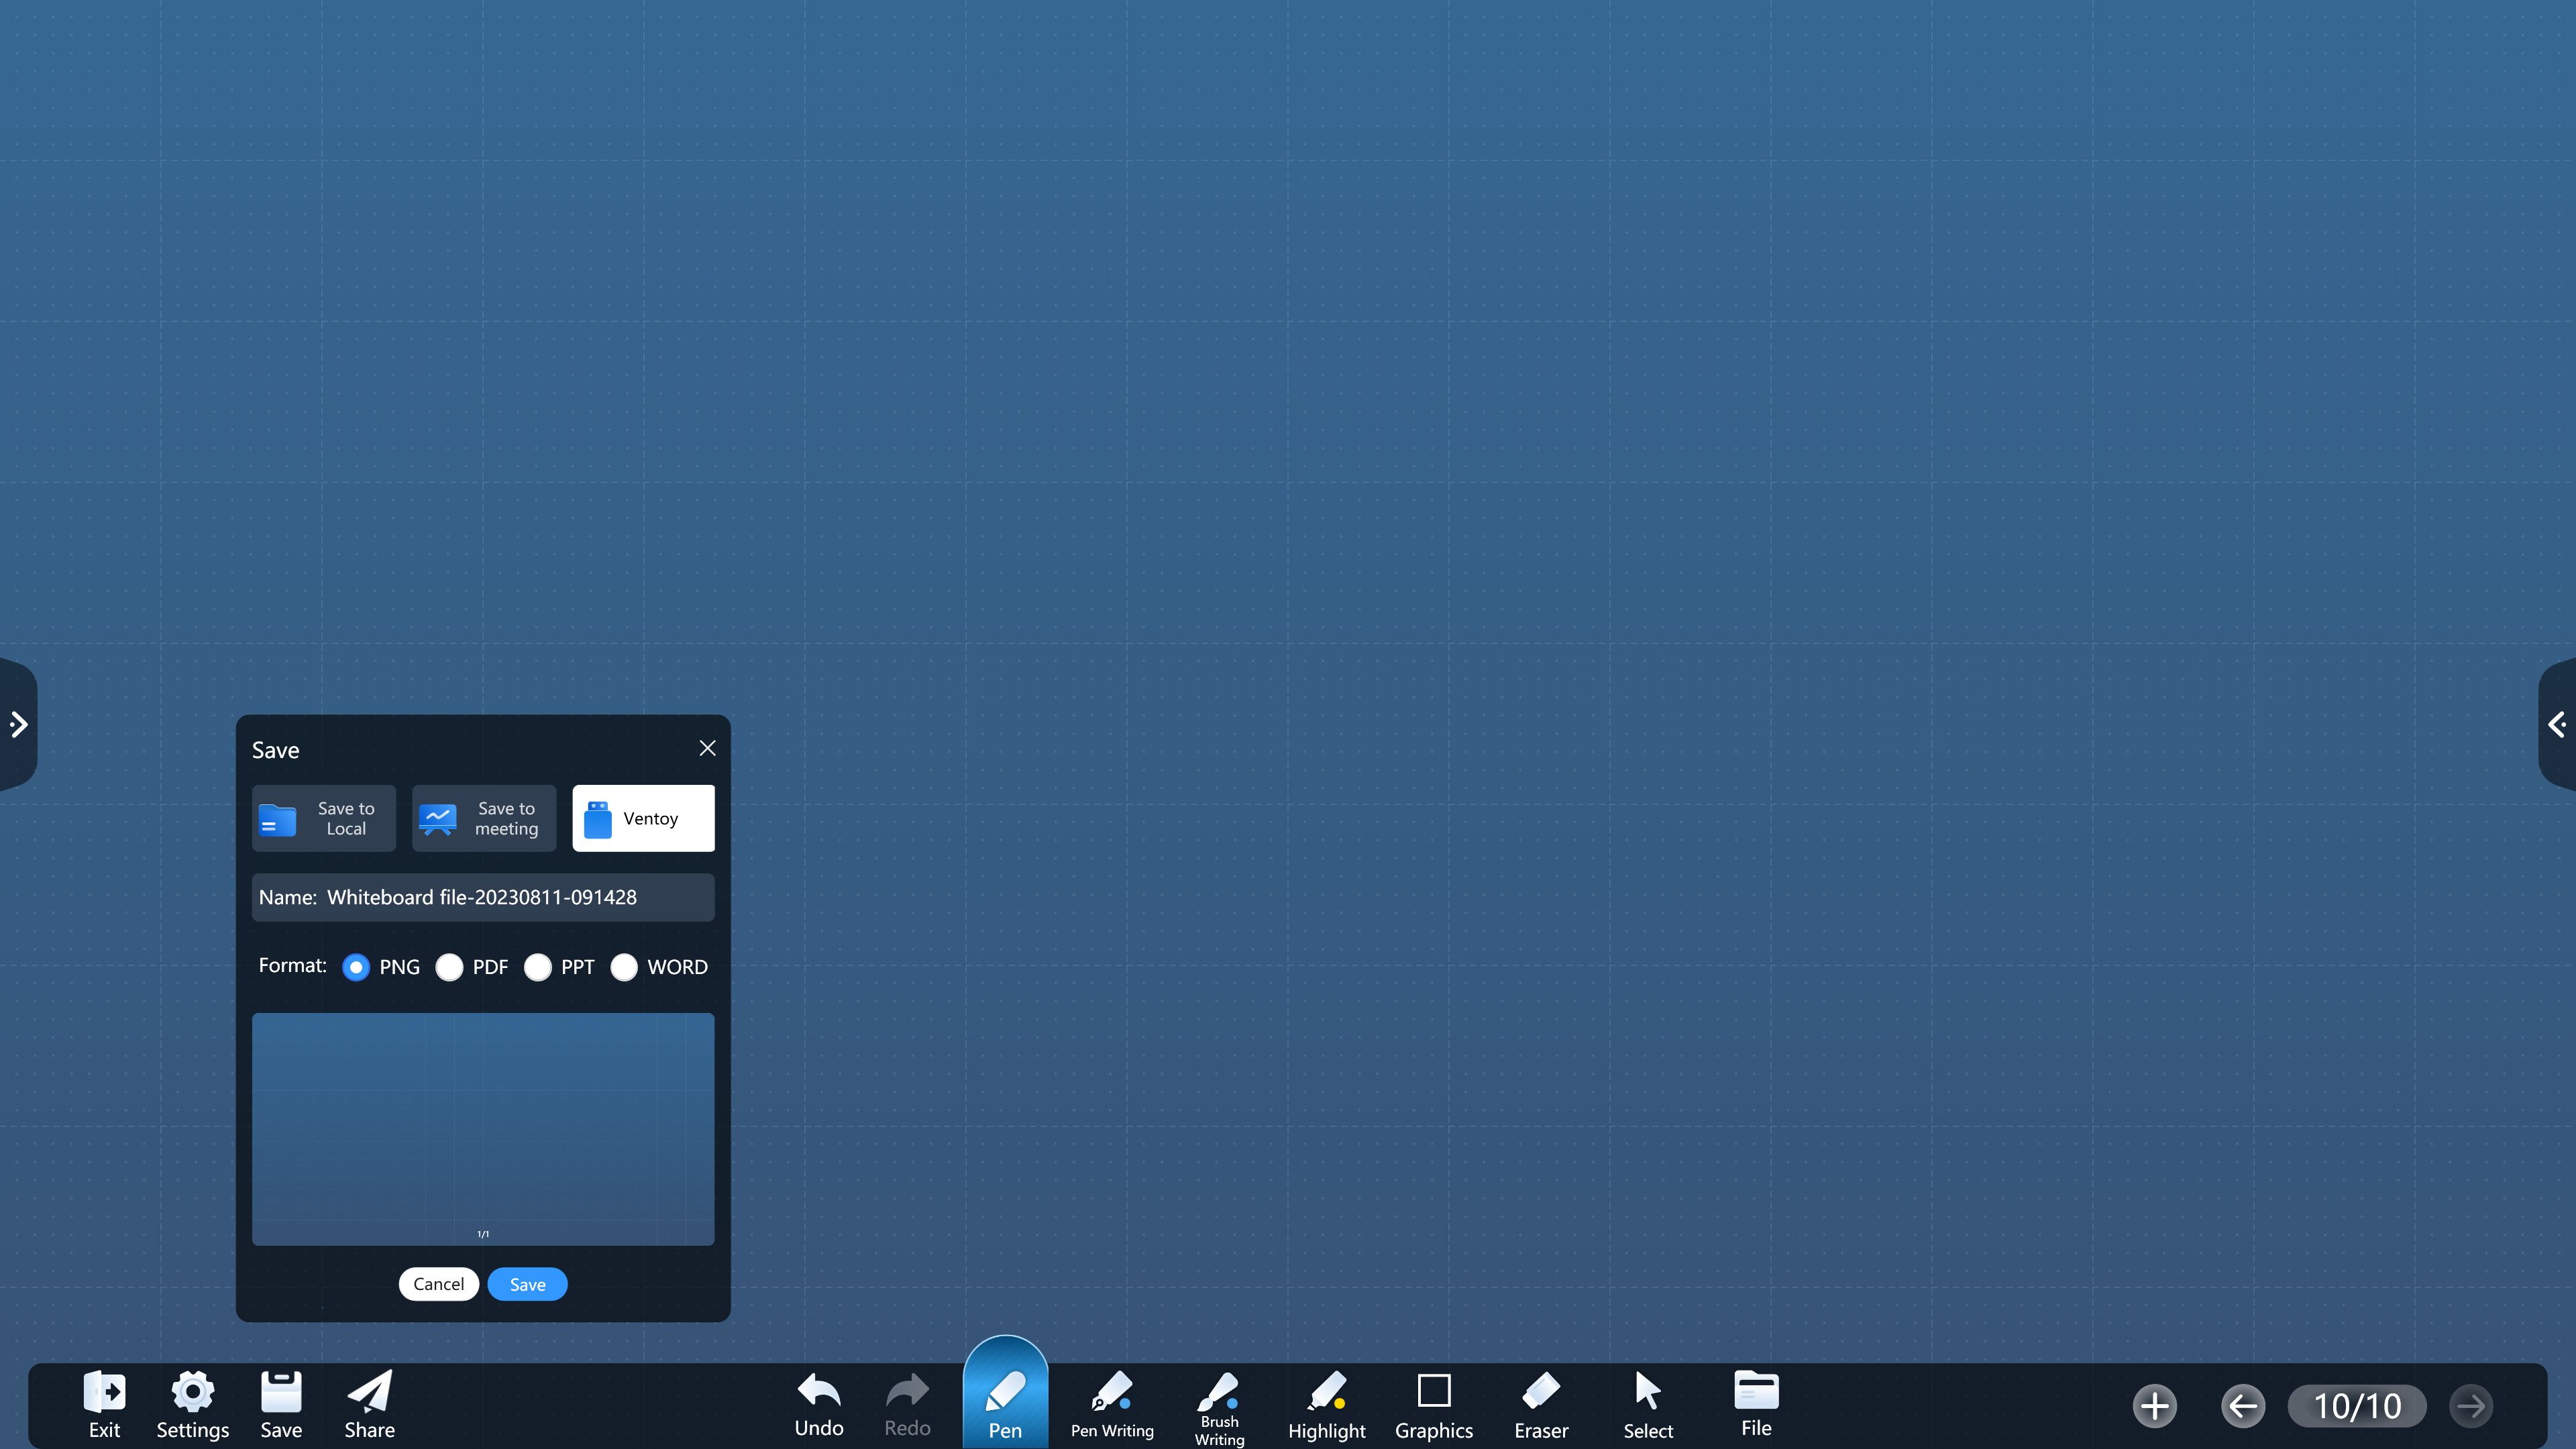 Save
Save to
Local
Save to
meeting
Ventoy
Name: Whiteboard file-20230811-091428
Format: PNG PDF PPT WORD
1/1
Cancel Save
Exit Settings Save Share Undo Redo Pen Pen Writing Brush
Writing Highlight Graphics Eraser Select File 10/10